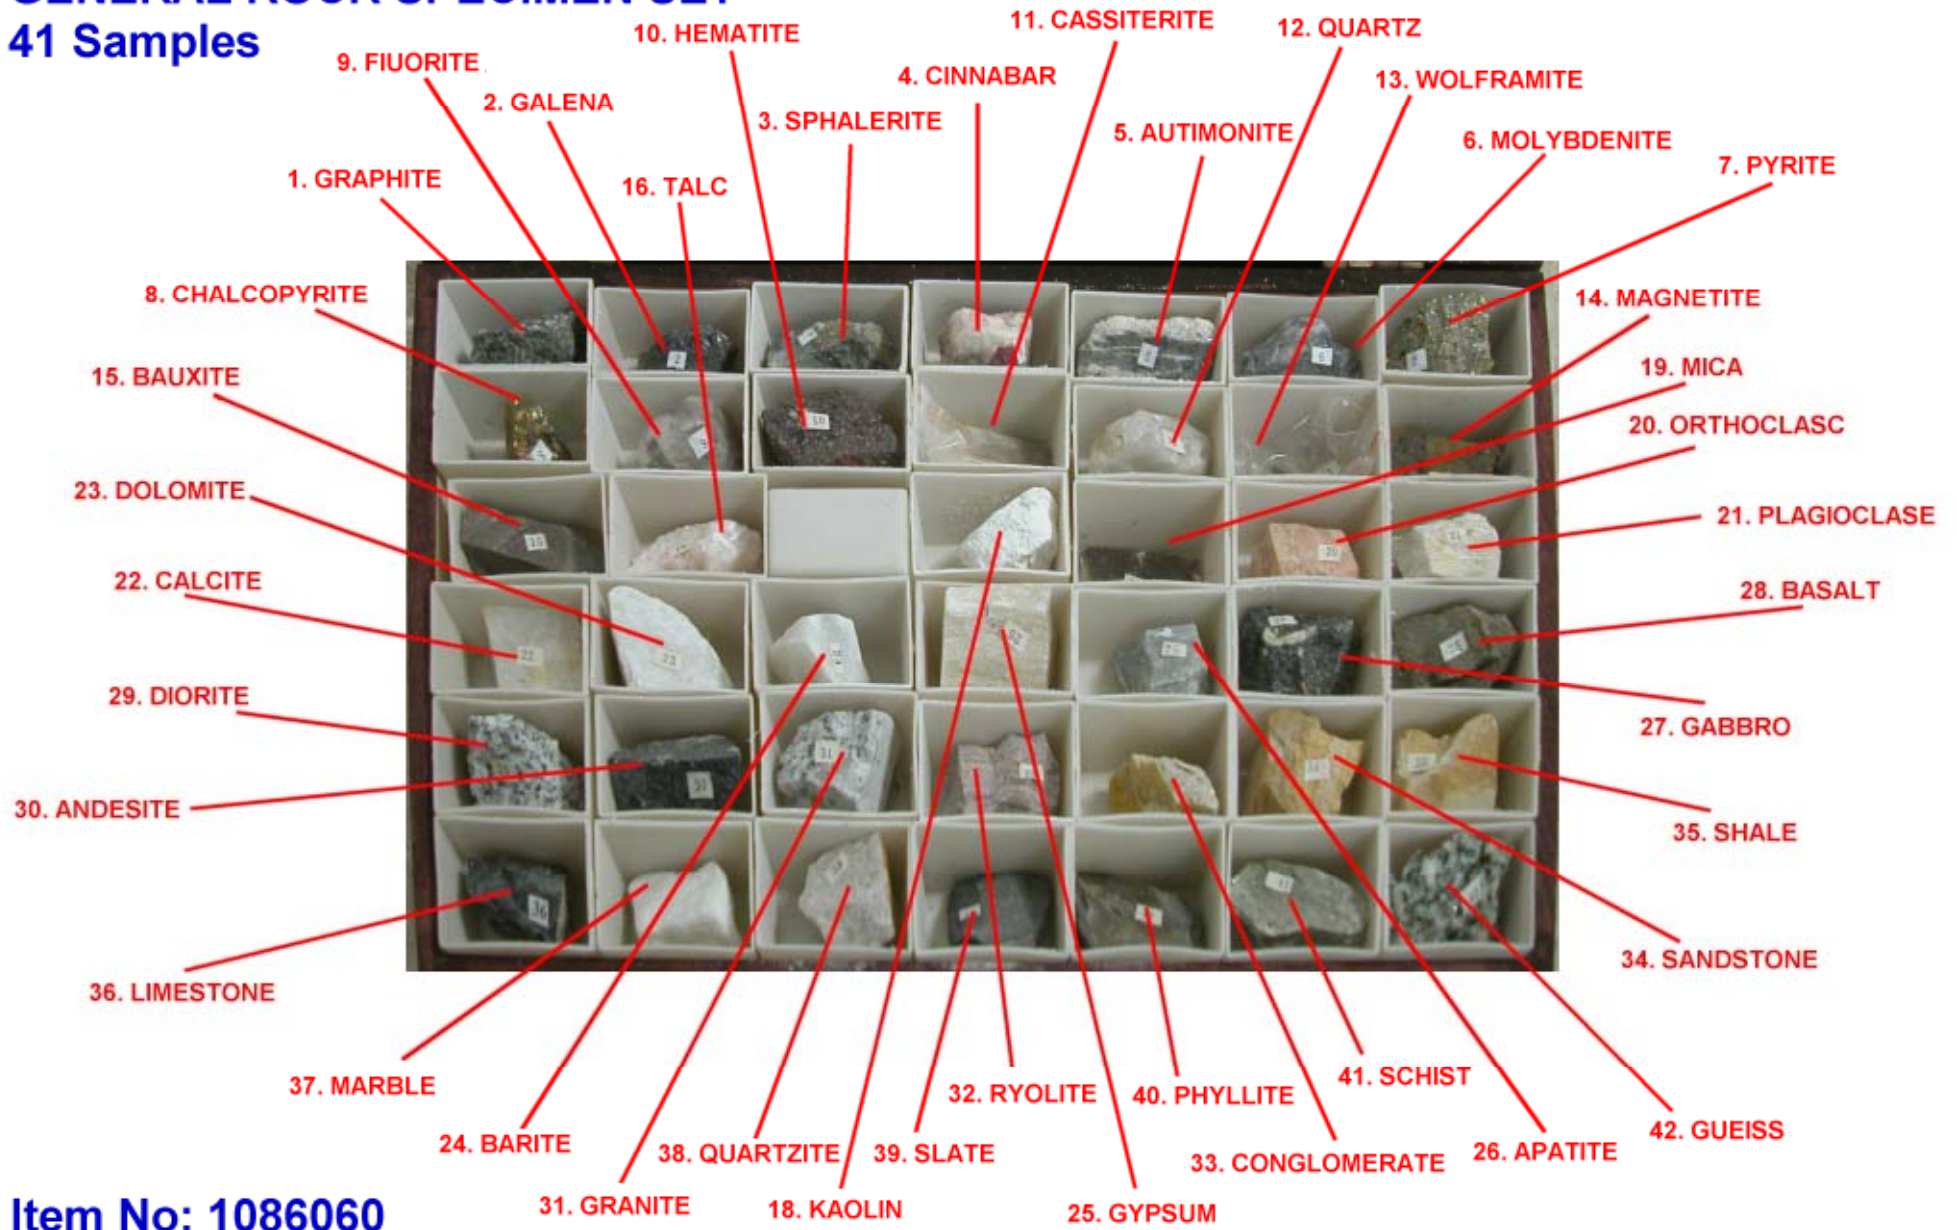 GENERAL ROCK SPECIMEN SET
41 Samples
10. HEMATITE
11. CASSITERITE
12. QUARTZ
9. FIUORITE
4. CINNABAR
13. WOLFRAMITE
2. GALENA
3. SPHALERITE
5. AUTIMONITE
6. MOLYBDENITE
1. GRAPHITE
16. TALC
7. PYRITE
8. CHALCOPYRITE
14. MAGNETITE
15. BAUXITE
19. MICA
20. ORTHOCLASC
23. DOLOMITE
21. PLAGIOCLASE
22. CALCITE
28. BASALT
29. DIORITE
27. GABBRO
30. ANDESITE
35. SHALE
36. LIMESTONE
34. SANDSTONE
37. MARBLE
32. RYOLITE
40. PHYLLITE
41. SCHIST
24. BARITE
38. QUARTZITE
39. SLATE
33. CONGLOMERATE
26. APATITE
42. GUEISS
31. GRANITE
18. KAOLIN
25. GYPSUM
Item No: 1086060